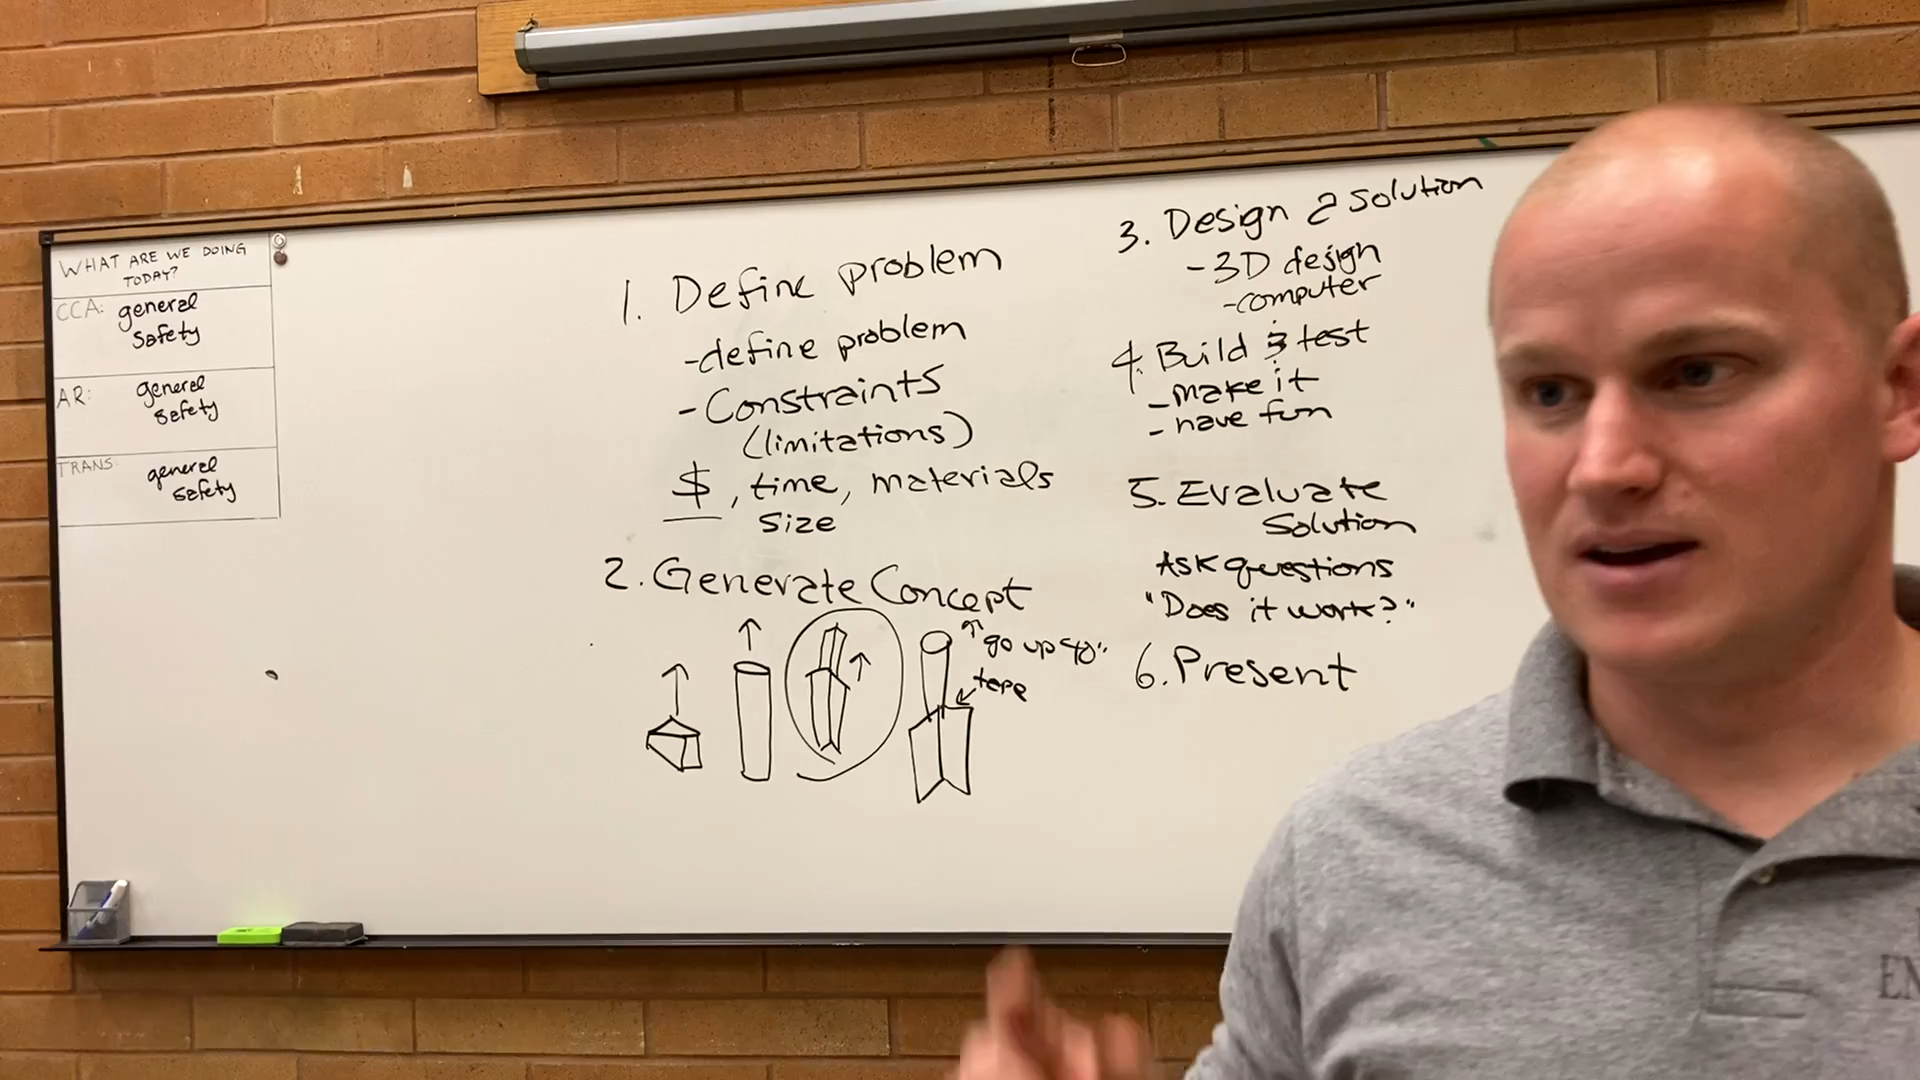 WHAT ARE WE DOING
TODAY?
CCA: general
safety
AR: general
safety
TRANS general
safety
1. Define problem
-define problem
-Constraints
(limitations)
$, time, materials
size
2. Generate Concept
"go up 40"
tape
3. Design a solution
-3D design
-computer
4. Build & test
-make it
-have fun
5. Evaluate
Solution
Ask questions
"Does it work?"
6. Present
EN